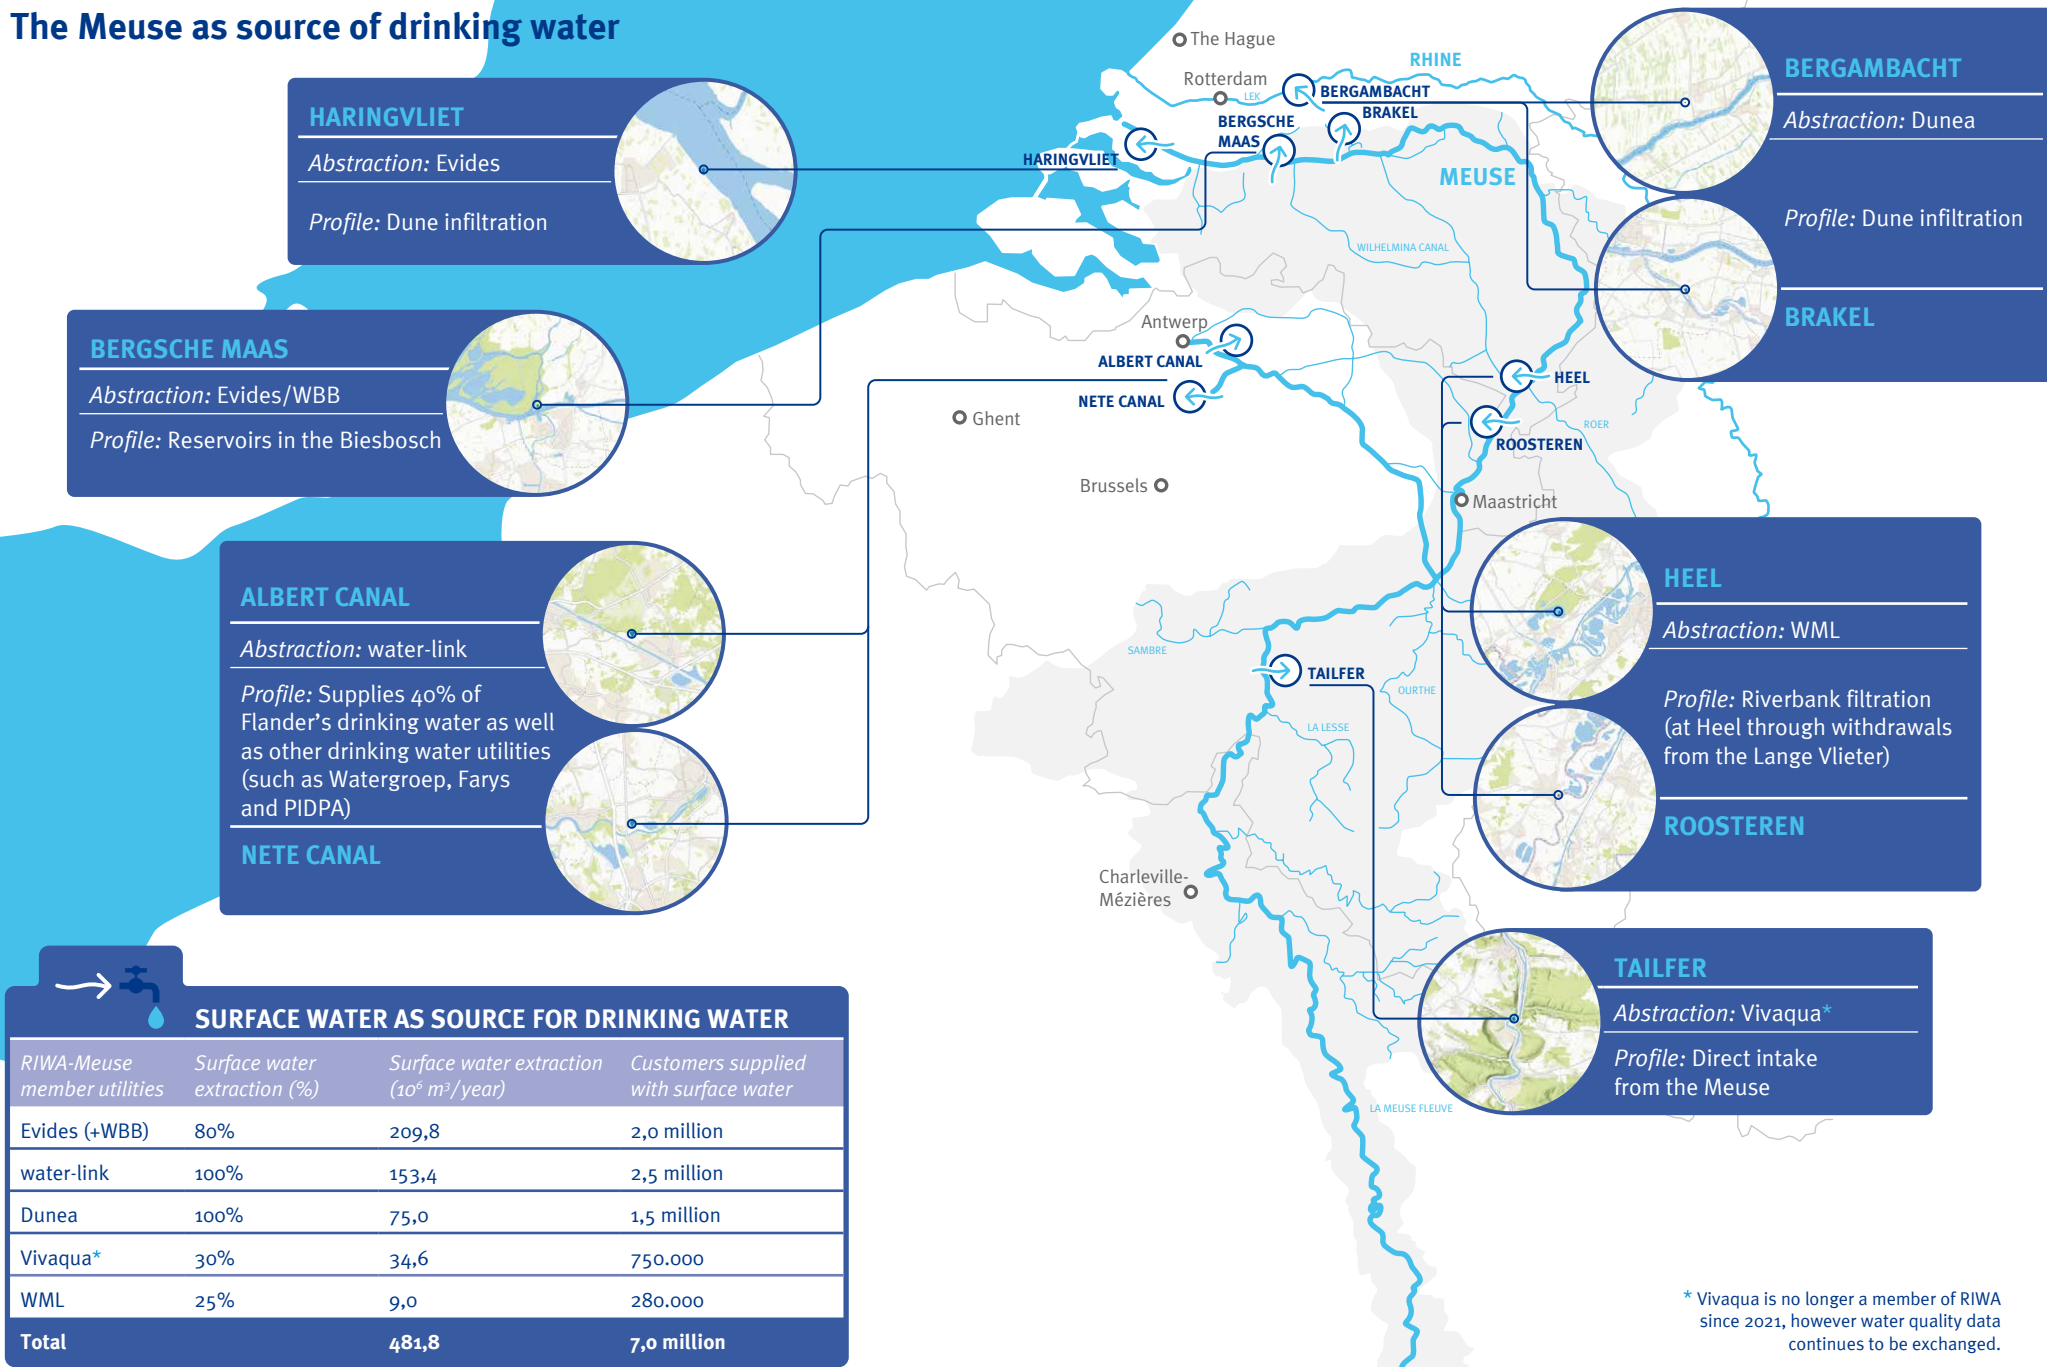 The Meuse as source of drinking water
HARINGVLIET
Abstraction: Evides
Profile: Dune infiltration
BERGSCHE MAAS
Abstraction: Evides/WBB
Profile: Reservoirs in the Biesbosch
ALBERT CANAL
Abstraction: water-link
Profile: Supplies 40% of
Flander's drinking water as well
as other drinking water utilities
(such as Watergroep, Farys
and PIDPA)
NETE CANAL
The Hague
Rotterdam
LEK
RHINE
BERGAMBACHT
BRAKEL
BERGSCHE
MAAS
HARINGVLIET
MEUSE
WILHELMINA CANAL
Antwerp
ALBERT CANAL
NETE CANAL
HEEL
ROER
ROOSTEREN
Ghent
Brussels
Maastricht
SAMBRE
TAILFER
OURTHE
LA LESSE
Charleville-
Mézières
LA MEUSE FLEUVE
BERGAMBACHT
Abstraction: Dunea
Profile: Dune infiltration
BRAKEL
HEEL
Abstraction: WML
Profile: Riverbank filtration
(at Heel through withdrawals
from the Lange Vlieter)
ROOSTEREN
TAILFER
Abstraction: Vivaqua*
Profile: Direct intake
from the Meuse
SURFACE WATER AS SOURCE FOR DRINKING WATER
RIWA-Meuse member utilities Surface water extraction (%) Surface water extraction (10⁶ m³/year) Customers supplied with surface water
Evides (+WBB) 80% 209,8 2,0 million
water-link 100% 153,4 2,5 million
Dunea 100% 75,0 1,5 million
Vivaqua* 30% 34,6 750.000
WML 25% 9,0 280.000
Total 481,8 7,0 million
* Vivaqua is no longer a member of RIWA
since 2021, however water quality data
continues to be exchanged.